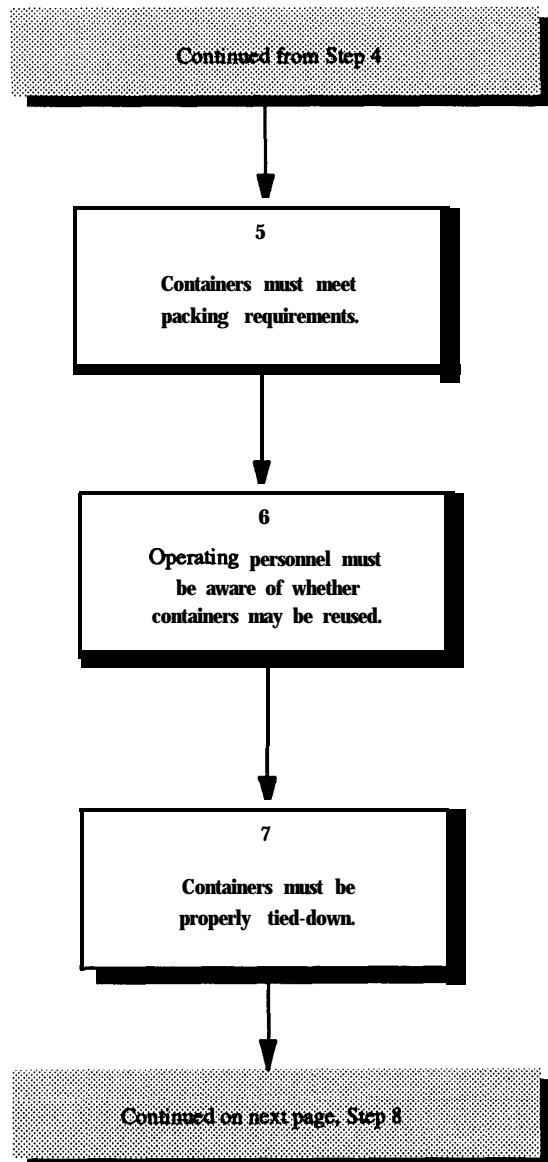 Continued from Step 4
5
Containers must meet
packing requirements.
6
Operating personnel must
be aware of whether
containers may be reused.
7
Containers must be
properly tied-down.
Continued on next page, Step 8